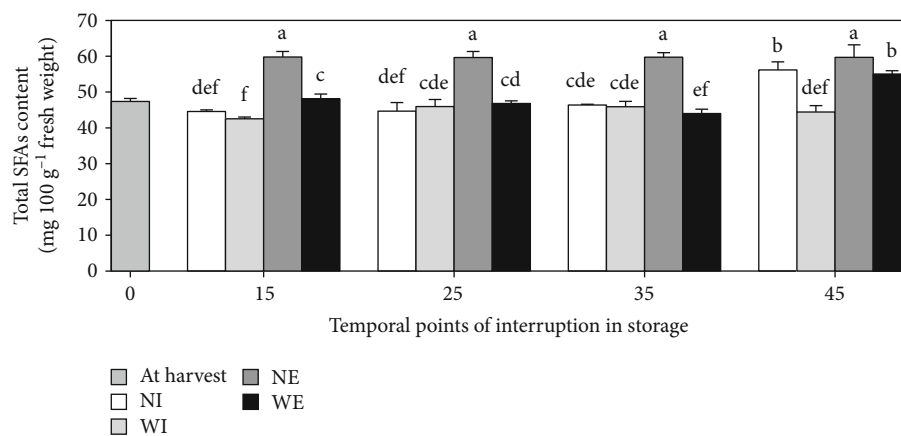 Total SFAs content
(mg 100 g⁻¹ fresh weight)
70
60
50
40
30
20
10
0
def
f
a
c
def
cde
a
cd
cde
cde
a
ef
b
def
a
b
0
15
25
35
45
Temporal points of interruption in storage
At harvest
NI
WI
NE
WE